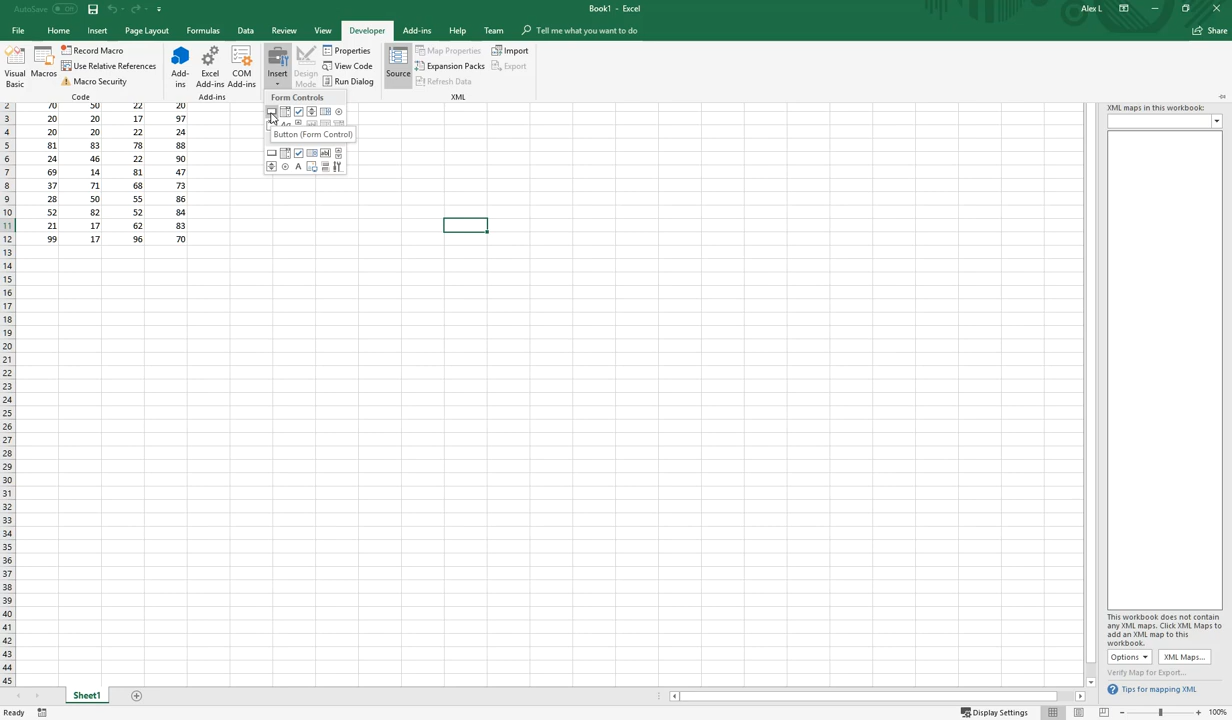 AutoSave Off
Book1 - Excel
Alex L
File Home Insert Page Layout Formulas Data Review View Developer Add-ins Help Team Tell me what you want to do Share
Visual Basic
Macros
Record Macro
Use Relative References
Macro Security
Code
Add-ins
Excel Add-ins
COM Add-ins
Add-ins
Insert
Design Mode
Properties
View Code
Run Dialog
Source
Map Properties
Expansion Packs
Refresh Data
Import
Export
XML
Form Controls
Button (Form Control)
2 70 50 22 20
3 20 20 17 97
4 20 20 22 24
5 81 83 78 88
6 24 46 22 90
7 69 14 81 47
8 37 71 68 73
9 28 50 55 86
10 52 82 52 84
11 21 17 62 83
12 99 17 96 70
13
14
15
16
17
18
19
20
21
22
23
24
25
26
27
28
29
30
31
32
33
34
35
36
37
38
39
40
41
42
43
44
45
XML maps in this workbook:
This workbook does not contain
any XML maps. Click XML Maps to
add an XML map to this
workbook.
Options XML Maps...
Verify Map for Export...
? Tips for mapping XML
Sheet1
Ready
Display Settings
100%